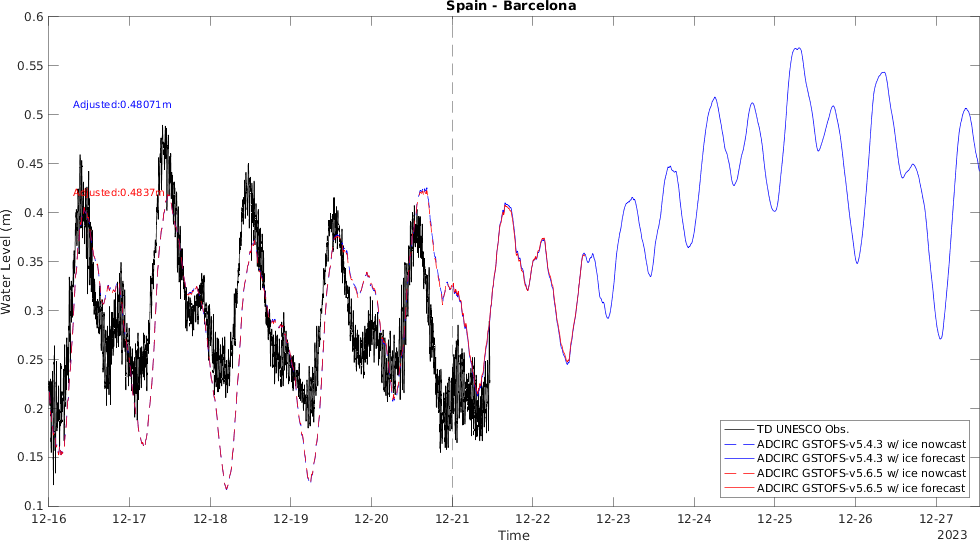 Spain - Barcelona
Water Level (m)
0.6
0.55
0.5
0.45
0.4
0.35
0.3
0.25
0.2
0.15
0.1
Adjusted:0.48071m
Adjusted:0.4837m
TD UNESCO Obs.
ADCIRC GSTOFS-v5.4.3 w/ ice nowcast
ADCIRC GSTOFS-v5.4.3 w/ ice forecast
ADCIRC GSTOFS-v5.6.5 w/ ice nowcast
ADCIRC GSTOFS-v5.6.5 w/ ice forecast
12-16 12-17 12-18 12-19 12-20 12-21 12-22 12-23 12-24 12-25 12-26 12-27
Time
2023